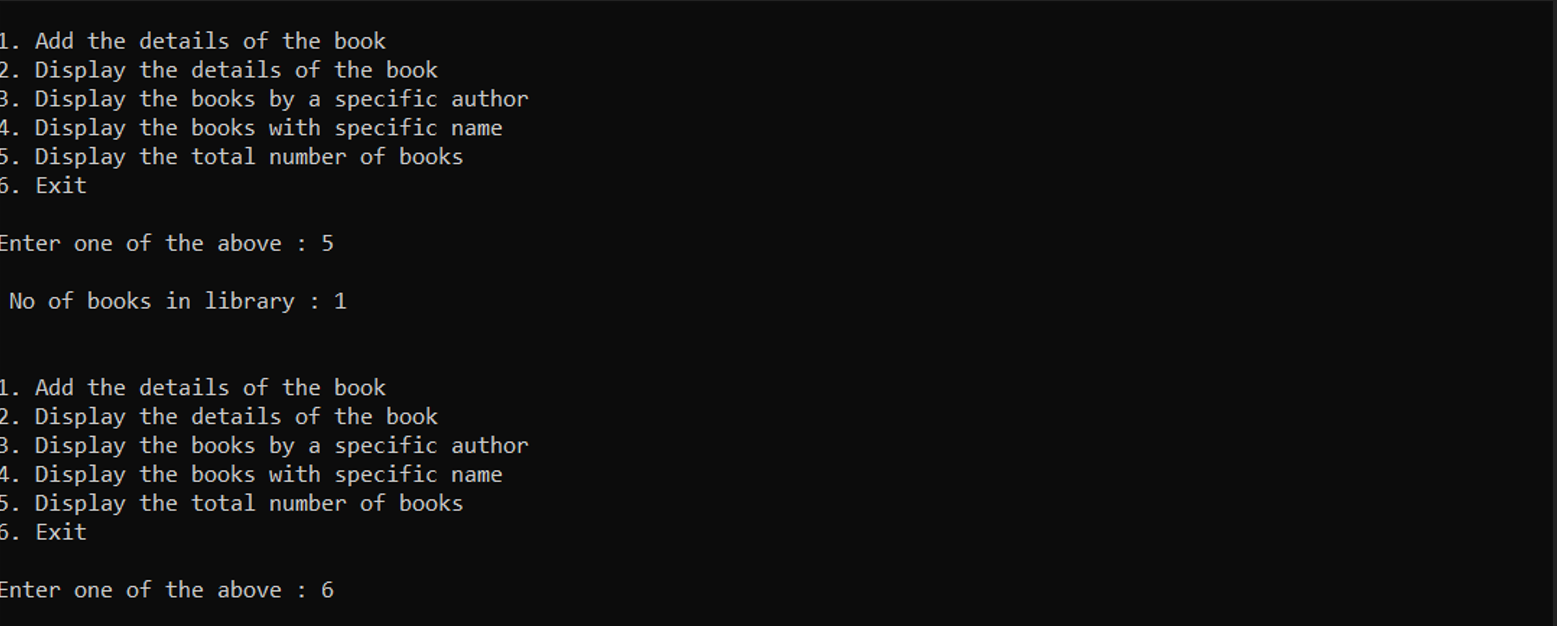 1. Add the details of the book
2. Display the details of the book
3. Display the books by a specific author
4. Display the books with specific name
5. Display the total number of books
6. Exit
Enter one of the above : 5
No of books in library : 1
1. Add the details of the book
2. Display the details of the book
3. Display the books by a specific author
4. Display the books with specific name
5. Display the total number of books
6. Exit
Enter one of the above : 6